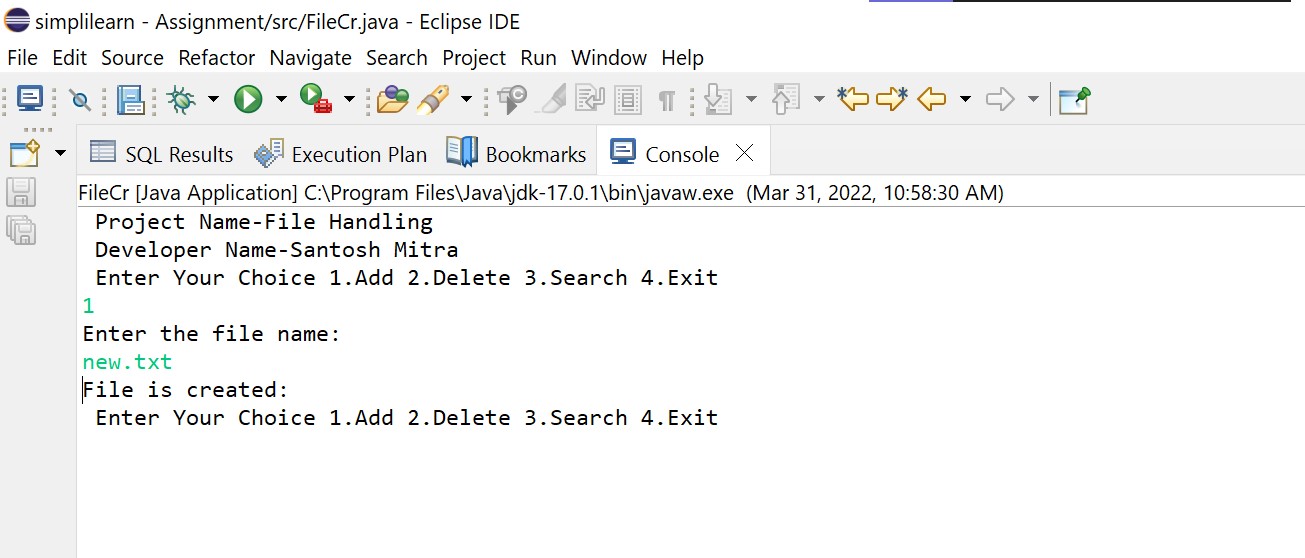 simplilearn - Assignment/src/FileCr.java - Eclipse IDE
File Edit Source Refactor Navigate Search Project Run Window Help
SQL Results Execution Plan Bookmarks Console
FileCr [Java Application] C:\Program Files\Java\jdk-17.0.1\bin\javaw.exe (Mar 31, 2022, 10:58:30 AM)
Project Name-File Handling
Developer Name-Santosh Mitra
Enter Your Choice 1.Add 2.Delete 3.Search 4.Exit
1
Enter the file name:
new.txt
File is created:
Enter Your Choice 1.Add 2.Delete 3.Search 4.Exit